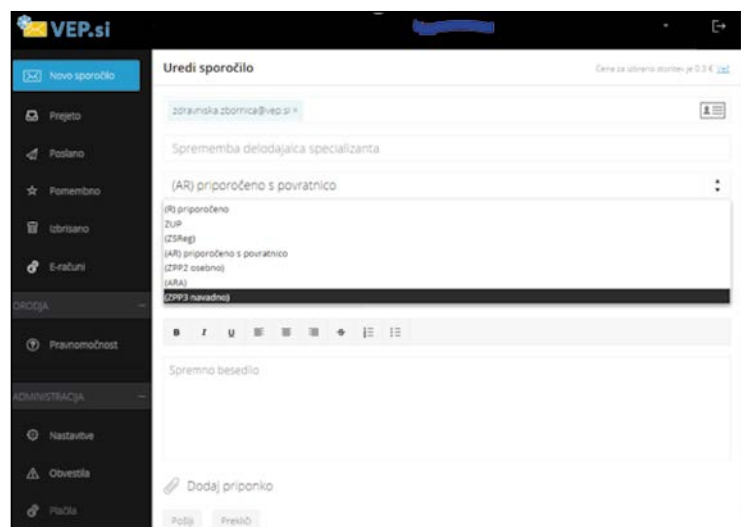 VEP.si
Novo sporočilo
Prejeto
Poslano
Pomembno
Izbrisano
E-računi
ORODJA
Pravnomočnost
ADMINISTRACIJA
Nastavitve
Obvestila
Plačila
Uredi sporočilo
Cena za izbrano storitev je 0.3 € Več
zdravniska.zbornica@vep.si ×
Sprememba delodajalca specializanta
(AR) priporočeno s povratnico
(R) priporočeno
ZUP
(ZSReg)
(AR) priporočeno s povratnico
(ZPP2 osebno)
(ARA)
(ZPP3 navadno)
B I U S
Spremno besedilo
Dodaj priponko
Pošlji Prekliči